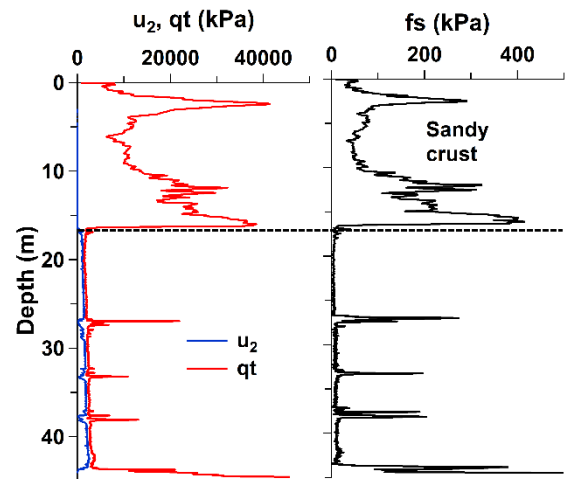 u₂, qt (kPa)
fs (kPa)
0 20000 40000
0 200 400
0
10
20
30
40
Depth (m)
Sandy
crust
u₂
qt